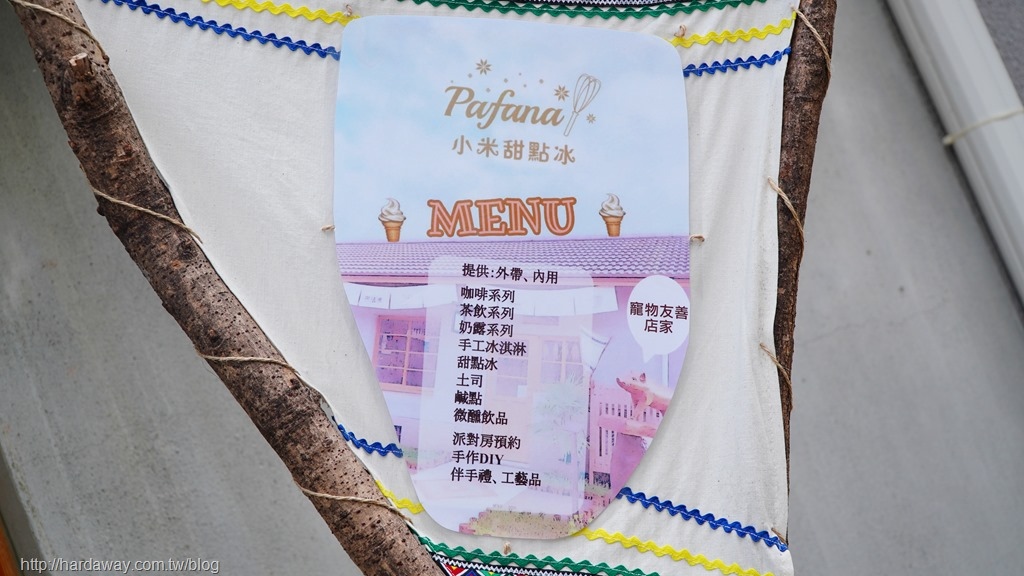 Pafana
小米甜點冰
MENU
提供:外帶、內用
咖啡系列
茶飲系列
奶露系列
手工冰淇淋
甜點冰
土司
鹹點
微醺飲品
派對房預約
手作DIY
伴手禮、工藝品
寵物友善
店家
http://hardaway.com.tw/blog